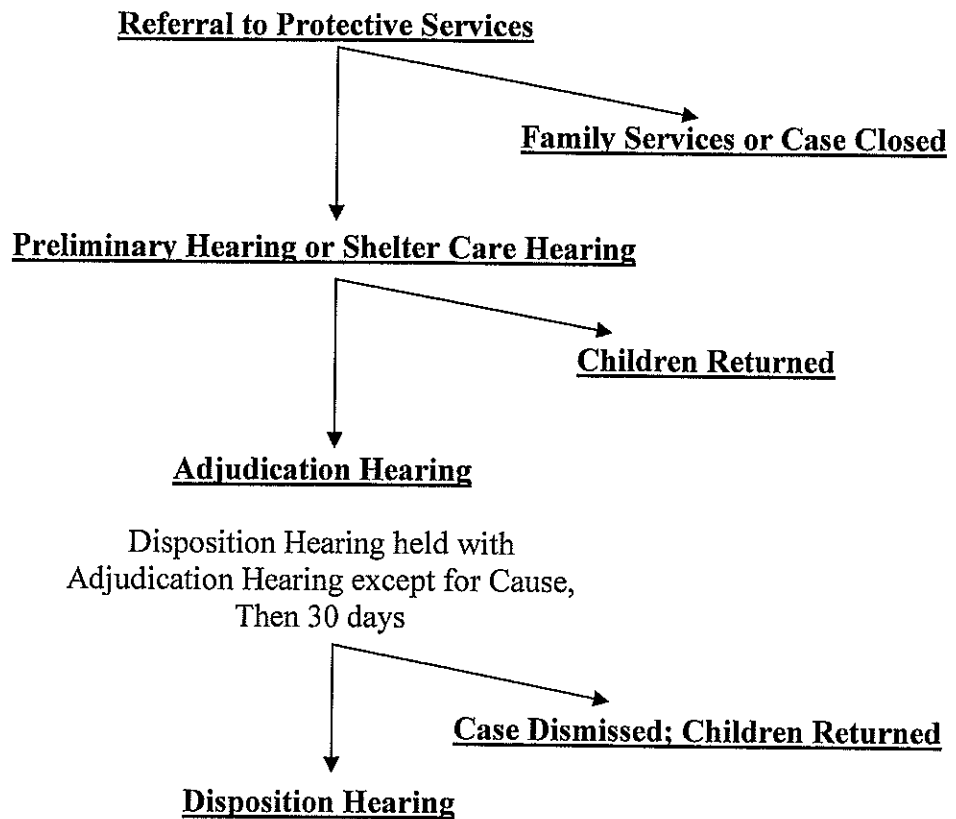 Referral to Protective Services
Family Services or Case Closed
Preliminary Hearing or Shelter Care Hearing
Children Returned
Adjudication Hearing
Disposition Hearing held with
Adjudication Hearing except for Cause,
Then 30 days
Case Dismissed; Children Returned
Disposition Hearing